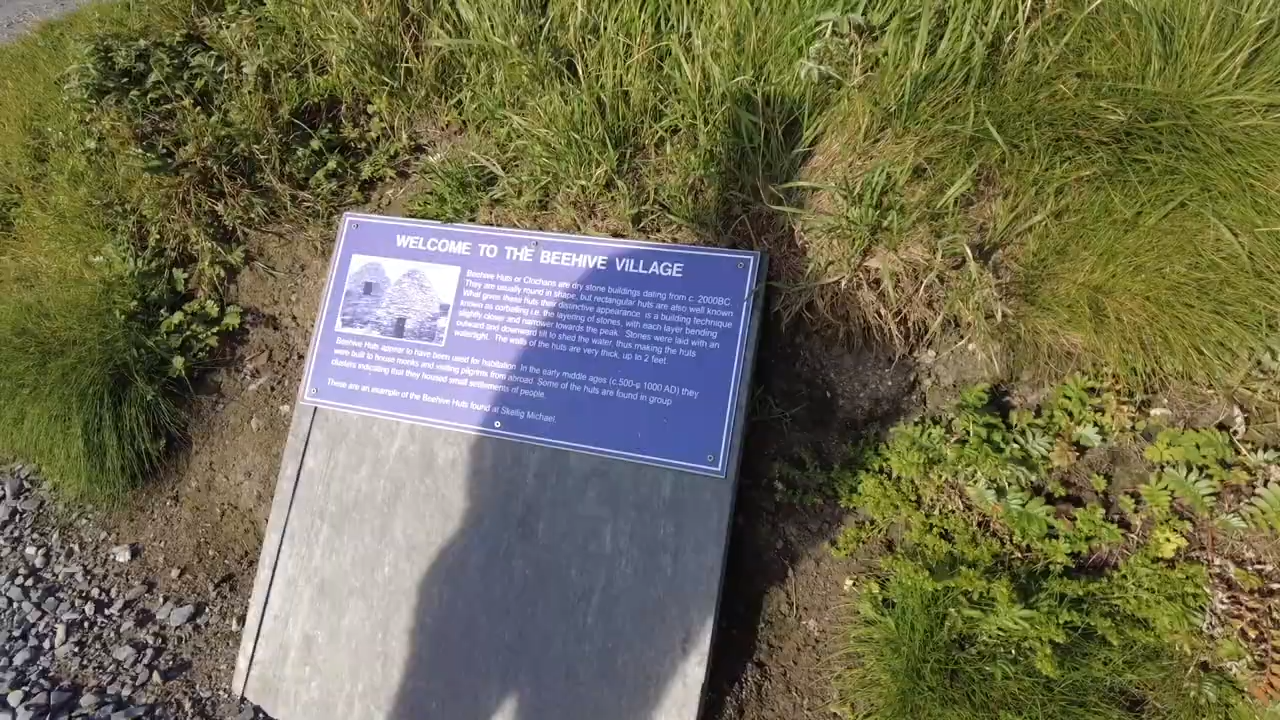 WELCOME TO THE BEEHIVE VILLAGE
Beehive Huts or Clochans are dry stone buildings dating from c. 2000BC.
They are usually round in shape, but rectangular huts are also well known
What gives these huts their distinctive appearance is a building technique
known as corbelling i.e. the layering of stones, with each layer bending
slightly closer and narrower towards the peak. Stones were laid with an
outward and downward tilt to shed the water, thus making the huts
watertight. The walls of the huts are very thick, up to 2 feet.
Beehive Huts appear to have been used for habitation. In the early middle ages (c.500-c 1000 AD) they
were built to house monks and visiting pilgrims from abroad. Some of the huts are found in group
clusters indicating that they housed small settlements of people.
These are an example of the Beehive Huts found at Skellig Michael.